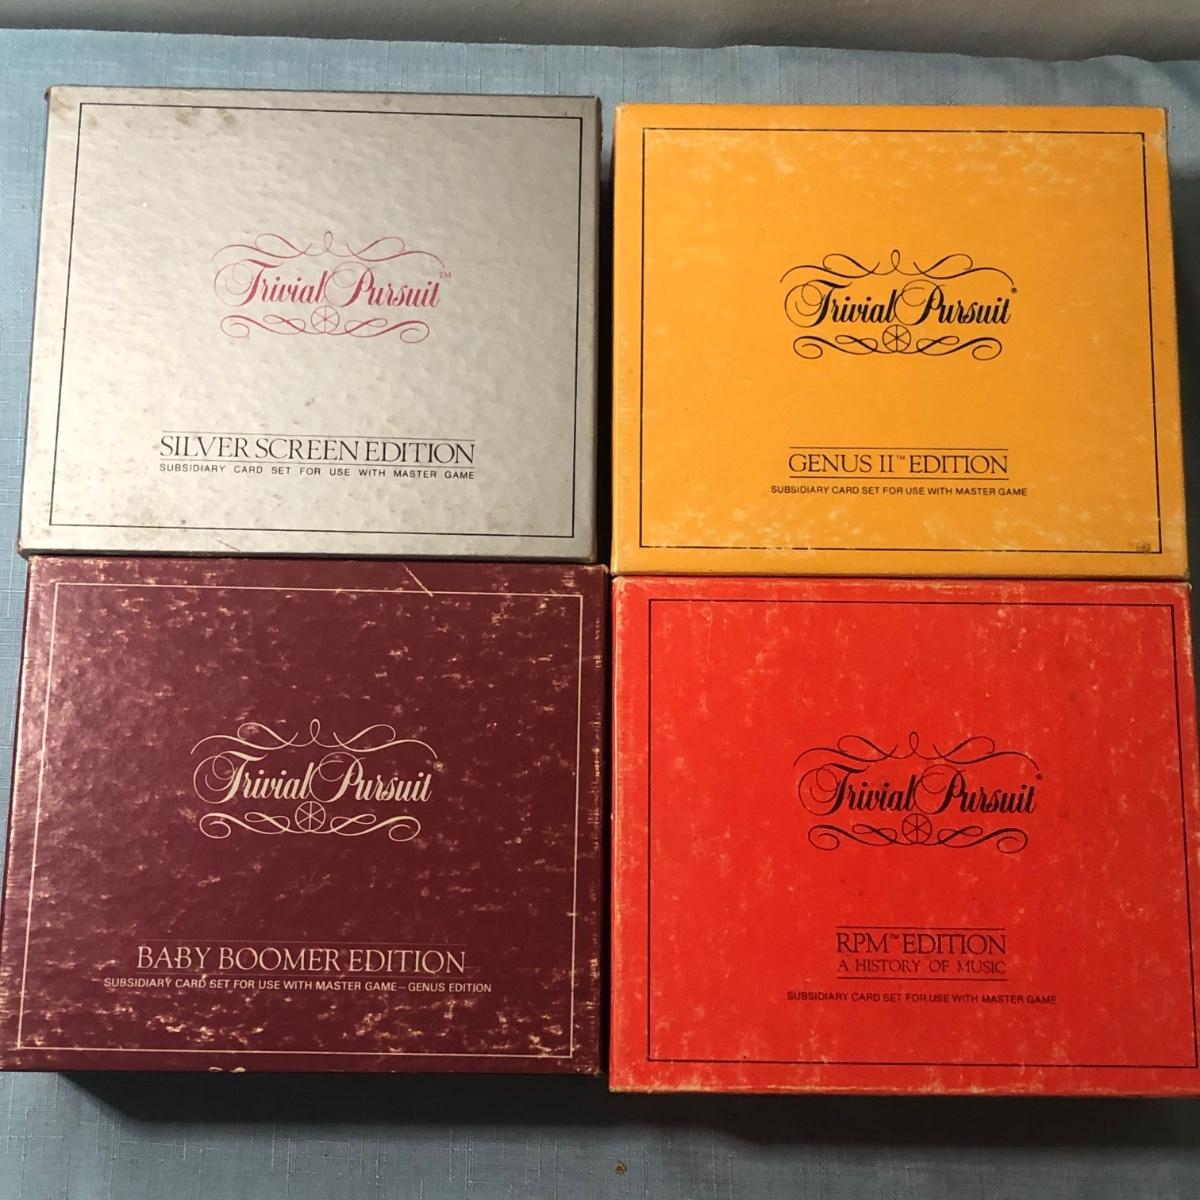 Trivial Pursuit™
SILVER SCREEN EDITION
SUBSIDIARY CARD SET FOR USE WITH MASTER GAME
Trivial Pursuit®
GENUS II™ EDITION
SUBSIDIARY CARD SET FOR USE WITH MASTER GAME
Trivial Pursuit®
BABY BOOMER EDITION
SUBSIDIARY CARD SET FOR USE WITH MASTER GAME—GENUS EDITION
Trivial Pursuit®
RPM™ EDITION
A HISTORY OF MUSIC
SUBSIDIARY CARD SET FOR USE WITH MASTER GAME